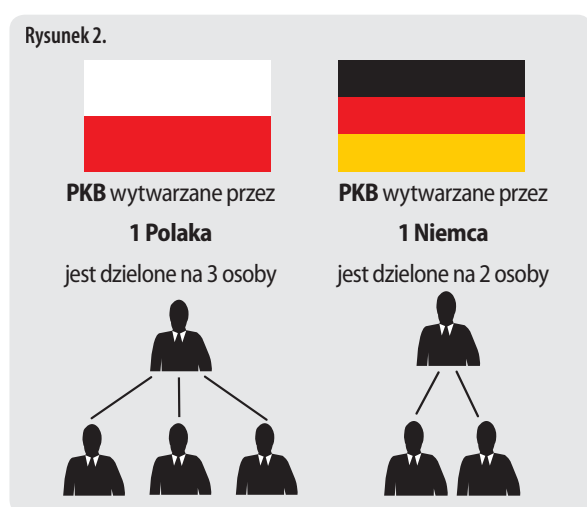 Rysunek 2.
PKB wytwarzane przez
1 Polaka
jest dzielone na 3 osoby
PKB wytwarzane przez
1 Niemca
jest dzielone na 2 osoby